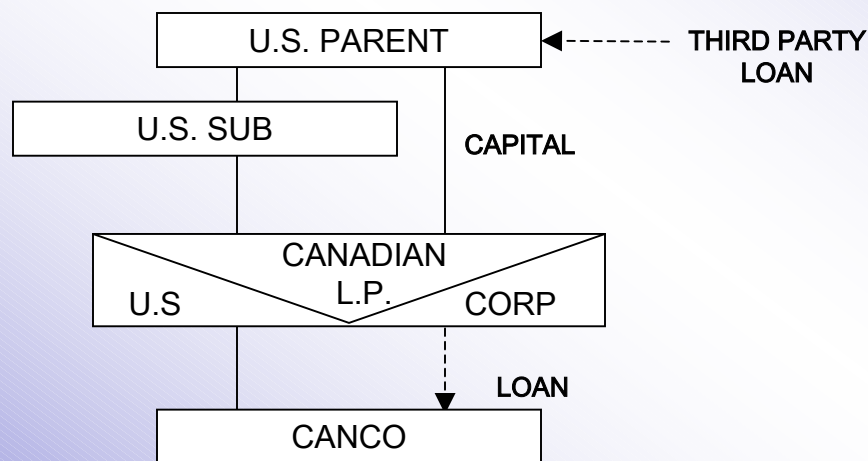 U.S. PARENT
THIRD PARTY
LOAN
U.S. SUB
CAPITAL
CANADIAN
L.P.
U.S
CORP
LOAN
CANCO